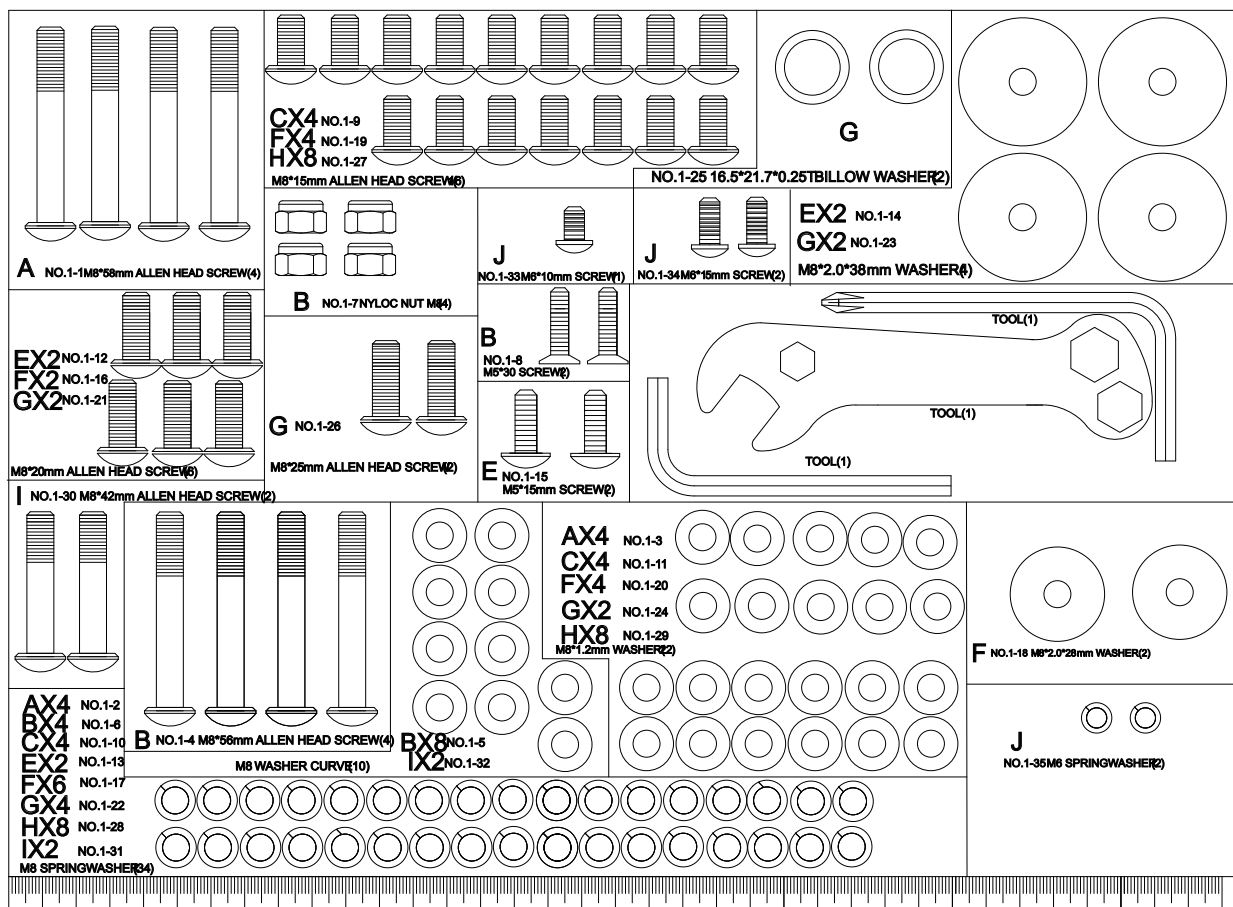 A NO.1-1M8*58mm ALLEN HEAD SCREW(4)
CX4 NO.1-9
FX4 NO.1-19
HX8 NO.1-27
M8*15mm ALLEN HEAD SCREW(16)
G
NO.1-25 16.5*21.7*0.25TBILLOW WASHER(2)
EX2 NO.1-14
GX2 NO.1-23
M8*2.0*38mm WASHER(4)
B NO.1-7NYLOC NUT M8(4)
J
NO.1-33M6*10mm SCREW(1)
J
NO.1-34M6*15mm SCREW(2)
EX2 NO.1-12
FX2 NO.1-16
GX2 NO.1-21
M8*20mm ALLEN HEAD SCREW(6)
G NO.1-26
M8*25mm ALLEN HEAD SCREW(2)
B
NO.1-8
M5*30 SCREW(2)
E NO.1-15
M5*15mm SCREW(2)
TOOL(1)
TOOL(1)
TOOL(1)
I NO.1-30 M8*42mm ALLEN HEAD SCREW(2)
B NO.1-4 M8*56mm ALLEN HEAD SCREW(4)
M8 WASHER CURVE(10)
BX8 NO.1-5
IX2 NO.1-32
AX4 NO.1-3
CX4 NO.1-11
FX4 NO.1-20
GX2 NO.1-24
HX8 NO.1-29
M8*1.2mm WASHER(22)
F NO.1-18 M8*2.0*28mm WASHER(2)
J
NO.1-35M6 SPRINGWASHER(2)
AX4 NO.1-2
BX4 NO.1-6
CX4 NO.1-10
EX2 NO.1-13
FX6 NO.1-17
GX4 NO.1-22
HX8 NO.1-28
IX2 NO.1-31
M8 SPRINGWASHER(34)